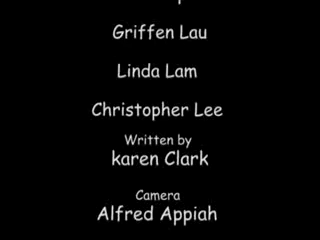 Griffen Lau
Linda Lam
Christopher Lee
Written by
karen Clark
Camera
Alfred Appiah